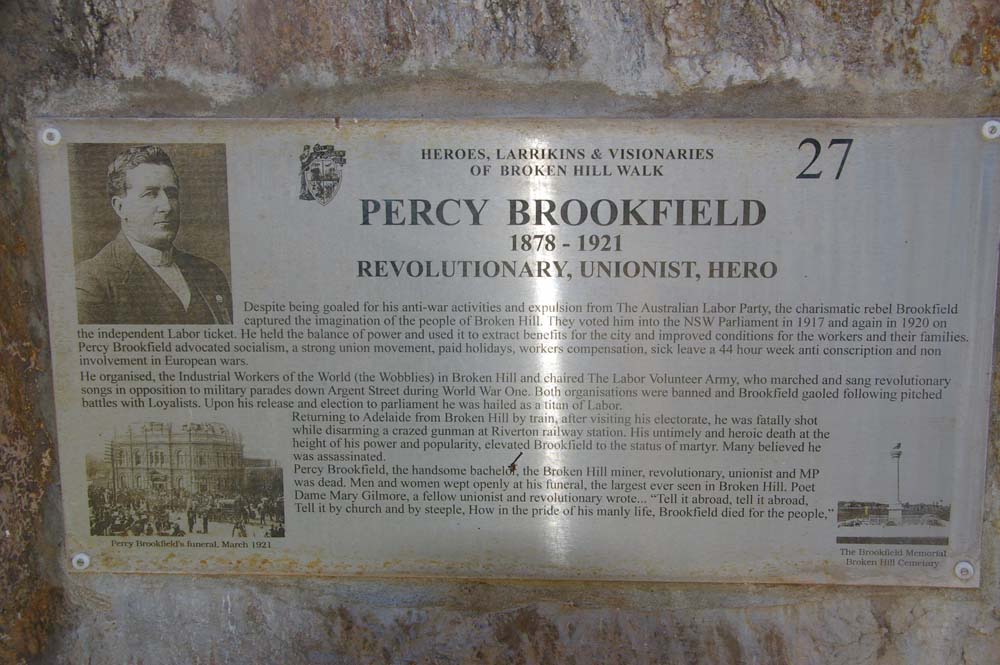 HEROES, LARRIKINS & VISIONARIES
OF BROKEN HILL WALK
27
PERCY BROOKFIELD
1878 - 1921
REVOLUTIONARY, UNIONIST, HERO
Despite being goaled for his anti-war activities and expulsion from The Australian Labor Party, the charismatic rebel Brookfield
captured the imagination of the people of Broken Hill. They voted him into the NSW Parliament in 1917 and again in 1920 on
the independent Labor ticket. He held the balance of power and used it to extract benefits for the city and improved conditions for the workers and their families.
Percy Brookfield advocated socialism, a strong union movement, paid holidays, workers compensation, sick leave a 44 hour week anti conscription and non
involvement in European wars.
He organised, the Industrial Workers of the World (the Wobblies) in Broken Hill and chaired The Labor Volunteer Army, who marched and sang revolutionary
songs in opposition to military parades down Argent Street during World War One. Both organisations were banned and Brookfield gaoled following pitched
battles with Loyalists. Upon his release and election to parliament he was hailed as a titan of Labor.
Returning to Adelaide from Broken Hill by train, after visiting his electorate, he was fatally shot
while disarming a crazed gunman at Riverton railway station. His untimely and heroic death at the
height of his power and popularity, elevated Brookfield to the status of martyr. Many believed he
was assassinated.
Percy Brookfield, the handsome bachelor, the Broken Hill miner, revolutionary, unionist and MP
was dead. Men and women wept openly at his funeral, the largest ever seen in Broken Hill. Poet
Dame Mary Gilmore, a fellow unionist and revolutionary wrote... “Tell it abroad, tell it abroad,
Tell it by church and by steeple, How in the pride of his manly life, Brookfield died for the people,”
Percy Brookfield's funeral, March 1921
The Brookfield Memorial
Broken Hill Cemetary